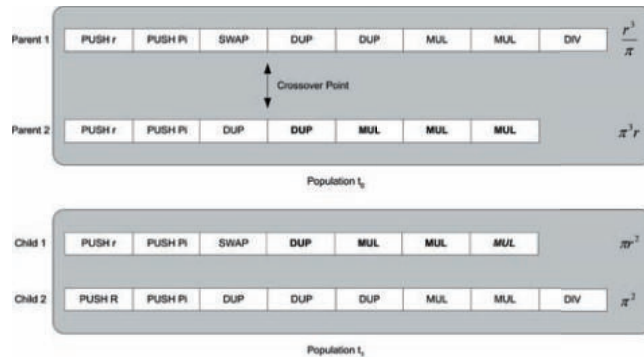 Parent 1 PUSH r PUSH Pi SWAP DUP DUP MUL MUL DIV r³/π
Crossover Point
Parent 2 PUSH r PUSH Pi DUP DUP MUL MUL MUL π³r
Population t₀
Child 1 PUSH r PUSH Pi SWAP DUP MUL MUL MUL πr²
Child 2 PUSH R PUSH Pi DUP DUP DUP MUL MUL DIV π²
Population t₁